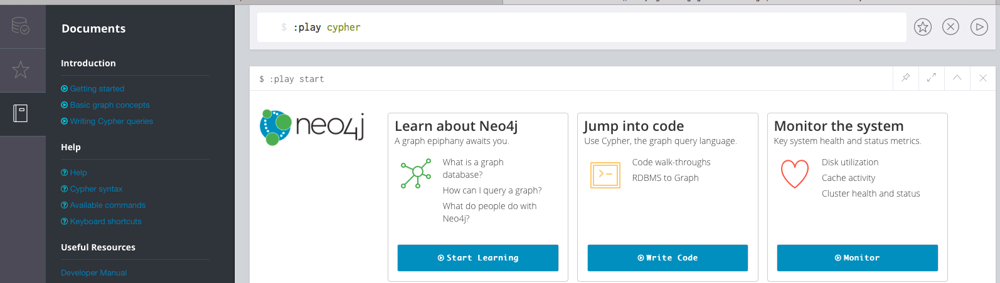 Documents
Introduction
Getting started
Basic graph concepts
Writing Cypher queries
Help
Help
Cypher syntax
Available commands
Keyboard shortcuts
Useful Resources
Developer Manual
$ :play cypher
$ :play start
neo4j
Learn about Neo4j
A graph epiphany awaits you.
What is a graph
database?
How can I query a graph?
What do people do with
Neo4j?
Start Learning
Jump into code
Use Cypher, the graph query language.
Code walk-throughs
RDBMS to Graph
Write Code
Monitor the system
Key system health and status metrics.
Disk utilization
Cache activity
Cluster health and status
Monitor